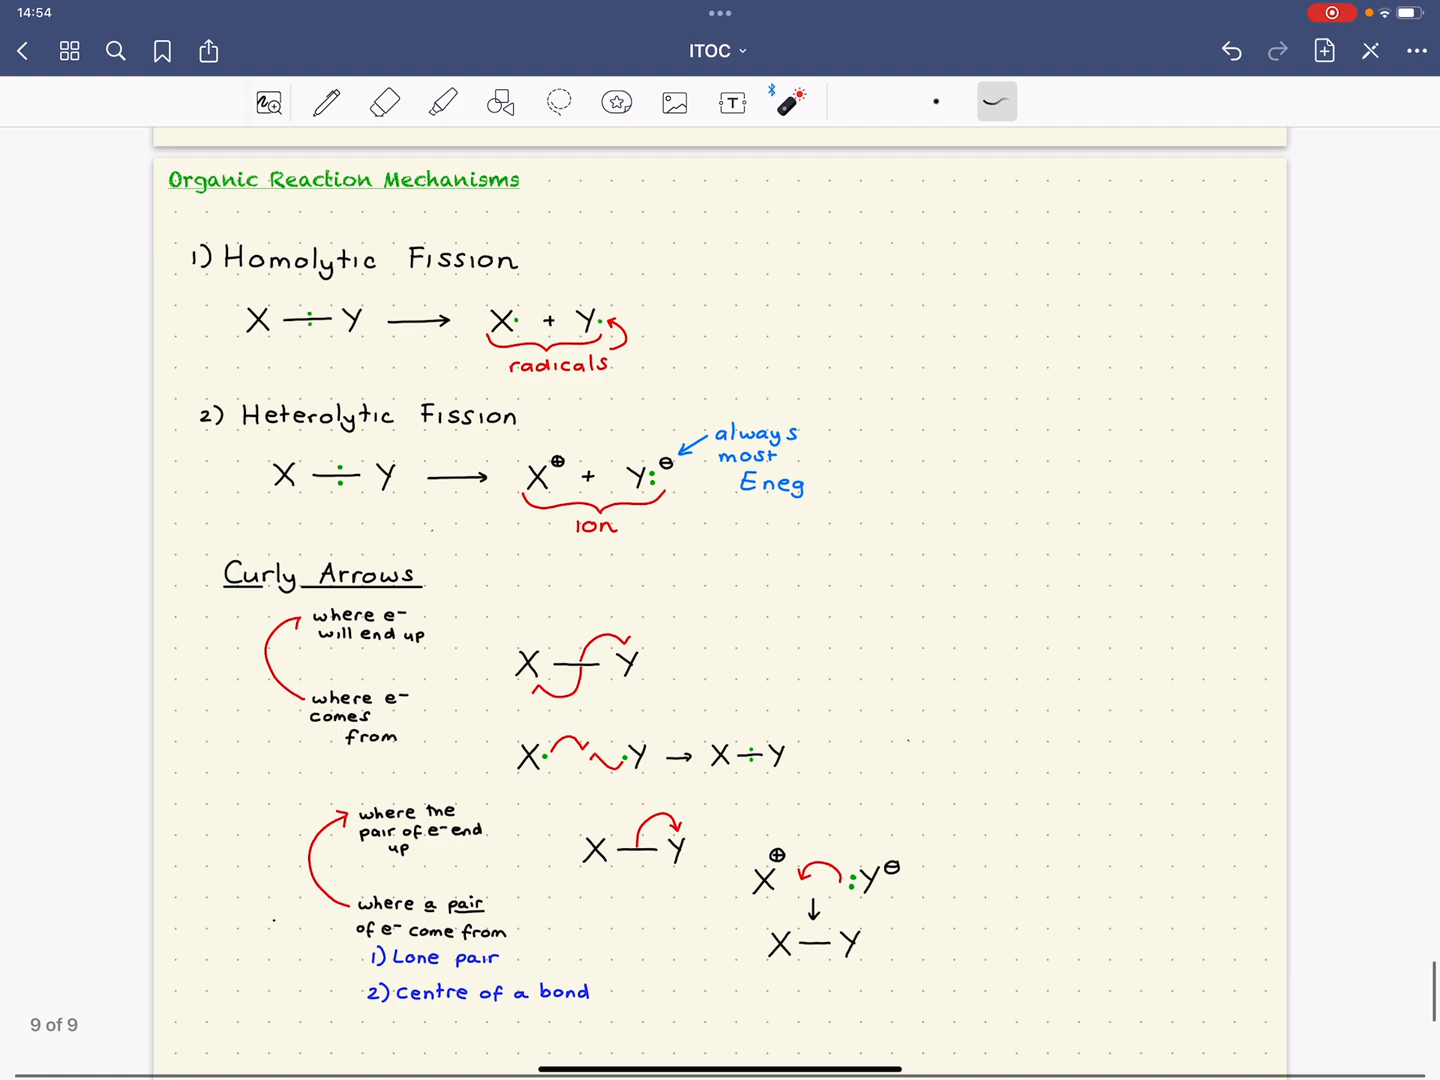 14:54
ITOC
Organic Reaction Mechanisms
1) Homolytic Fission
X ÷ Y → X· + Y·
radicals
2) Heterolytic Fission
X ÷ Y → X⊕ + Y:⊖
always
most
Eneg
Ion
Curly Arrows
where e-
will end up
where e-
comes
from
X — Y
X· ·Y → X ÷ Y
where the
pair of e- end
up
where a pair
of e- come from
1) Lone pair
2) Centre of a bond
X — Y
X⊕ :Y⊖
↓
X — Y
9 of 9